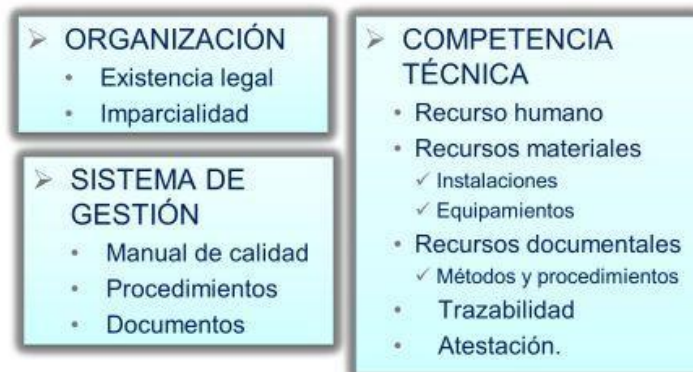 ORGANIZACIÓN
Existencia legal
Imparcialidad
SISTEMA DE
GESTIÓN
Manual de calidad
Procedimientos
Documentos
COMPETENCIA
TÉCNICA
Recurso humano
Recursos materiales
Instalaciones
Equipamientos
Recursos documentales
Métodos y procedimientos
Trazabilidad
Atestación.